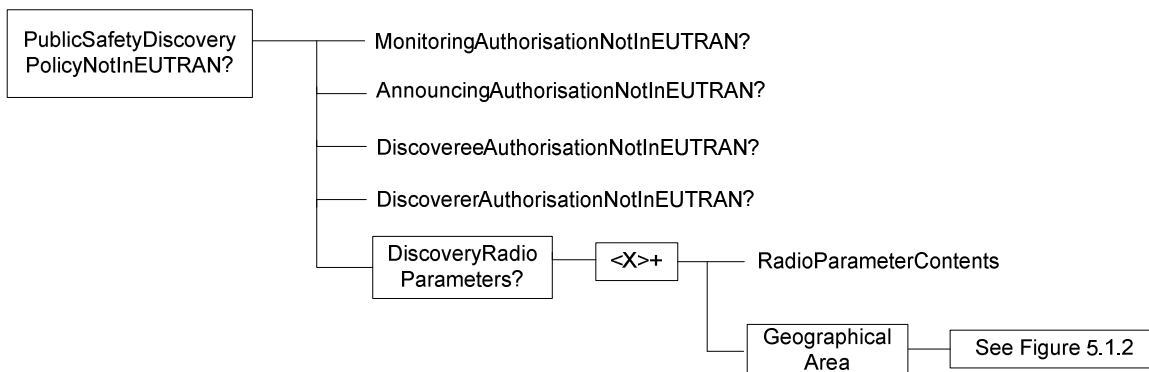 PublicSafetyDiscovery
PolicyNotInEUTRAN?
MonitoringAuthorisationNotInEUTRAN?
AnnouncingAuthorisationNotInEUTRAN?
DiscovereeAuthorisationNotInEUTRAN?
DiscovererAuthorisationNotInEUTRAN?
DiscoveryRadio
Parameters?
<X>+
RadioParameterContents
Geographical
Area
See Figure 5.1.2